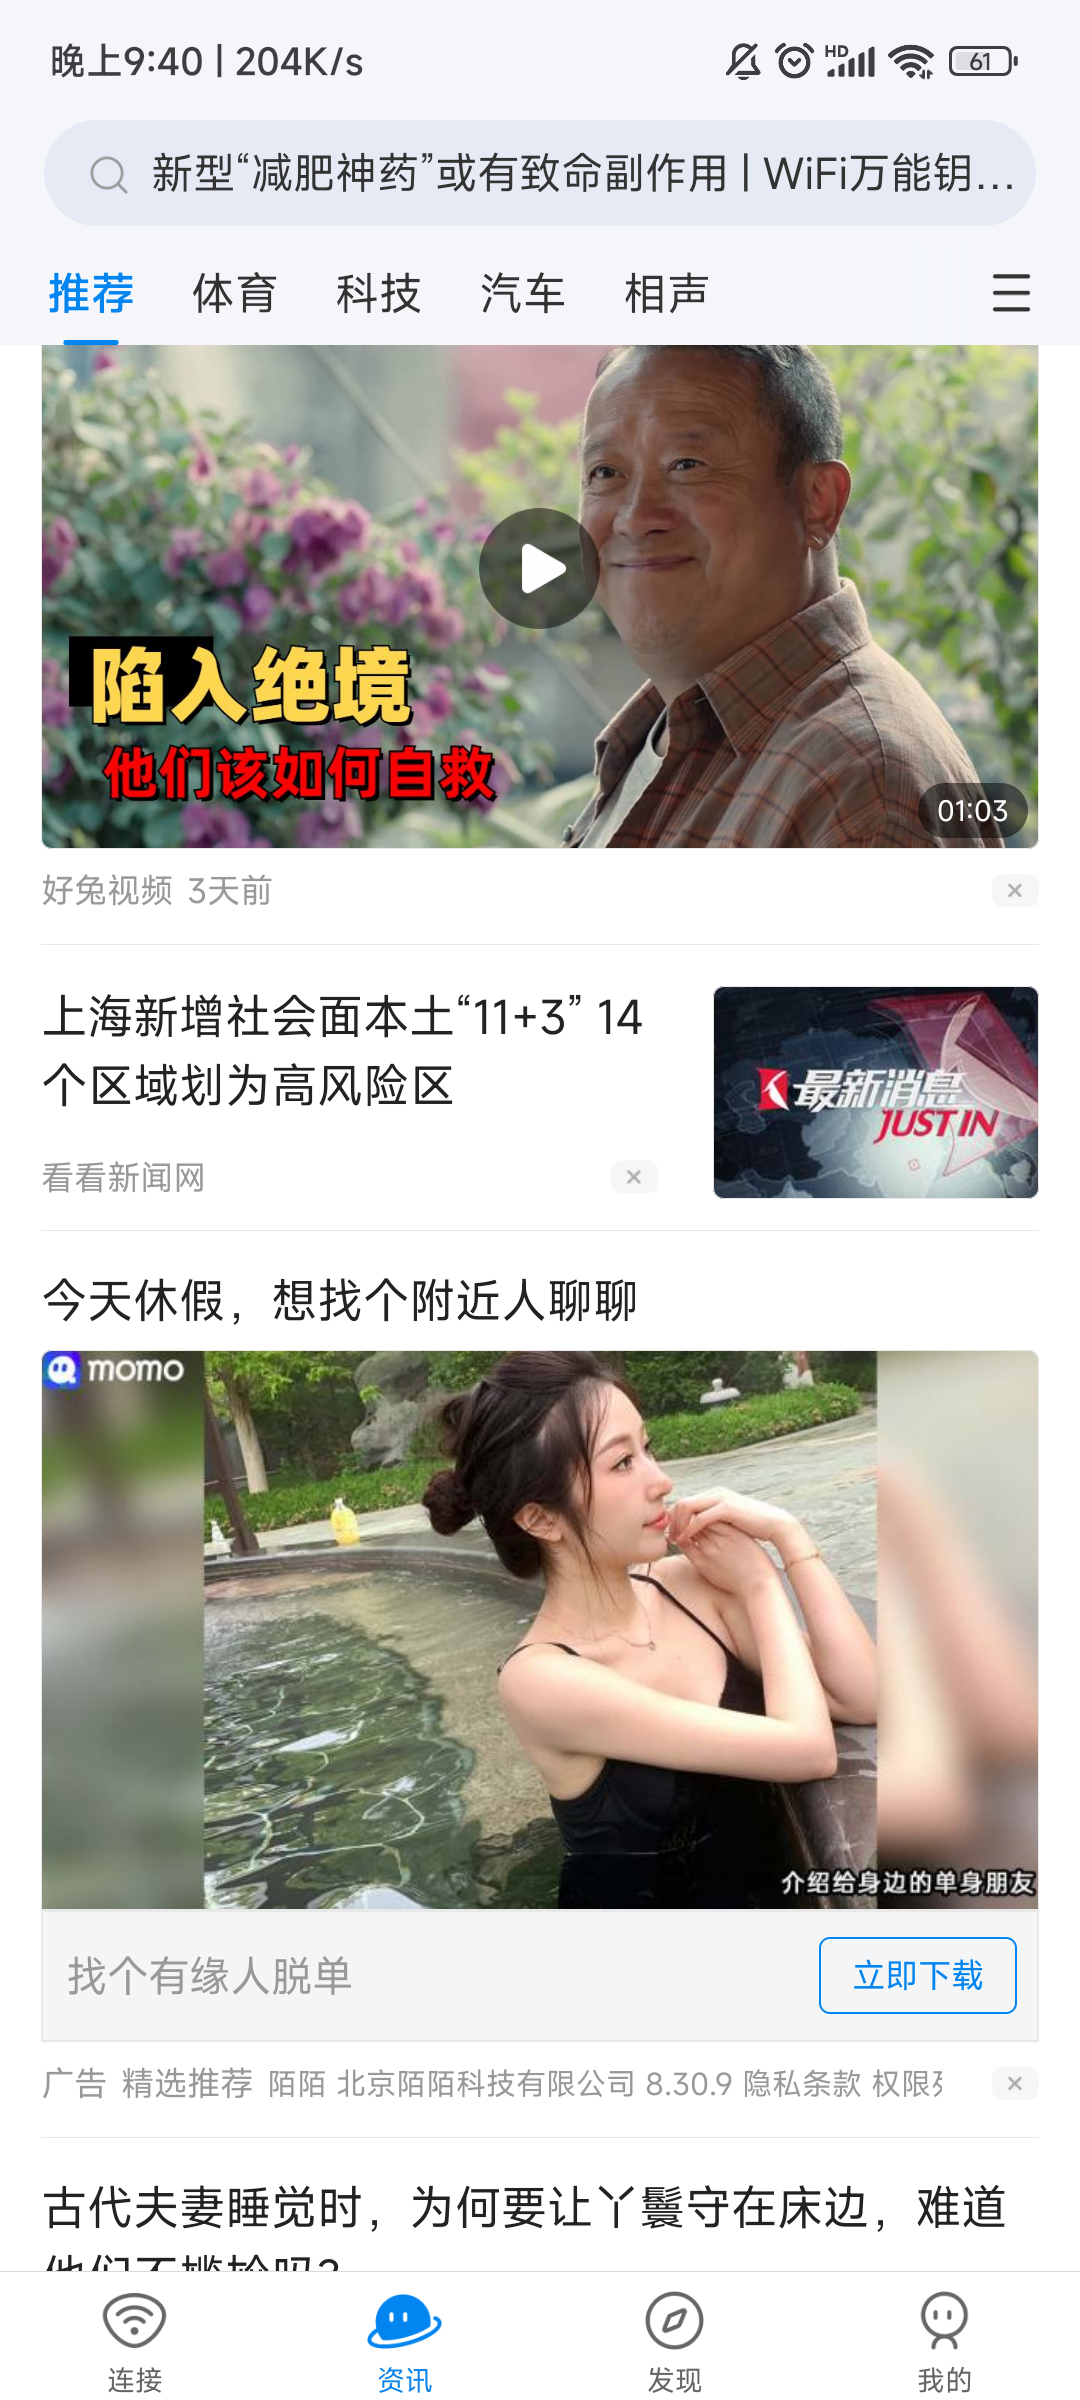 晚上9:40 | 204K/s
HD
61
新型“减肥神药”或有致命副作用 | WiFi万能钥...
推荐 体育 科技 汽车 相声
陷入绝境
他们该如何自救
01:03
好兔视频 3天前
上海新增社会面本土“11+3” 14
个区域划为高风险区
最新消息
JUST IN
看看新闻网
今天休假，想找个附近人聊聊
momo
介绍给身边的单身朋友
找个有缘人脱单
立即下载
广告 精选推荐 陌陌 北京陌陌科技有限公司 8.30.9 隐私条款 权限
古代夫妻睡觉时，为何要让丫鬟守在床边，难道
他们不尴尬吗？
连接 资讯 发现 我的